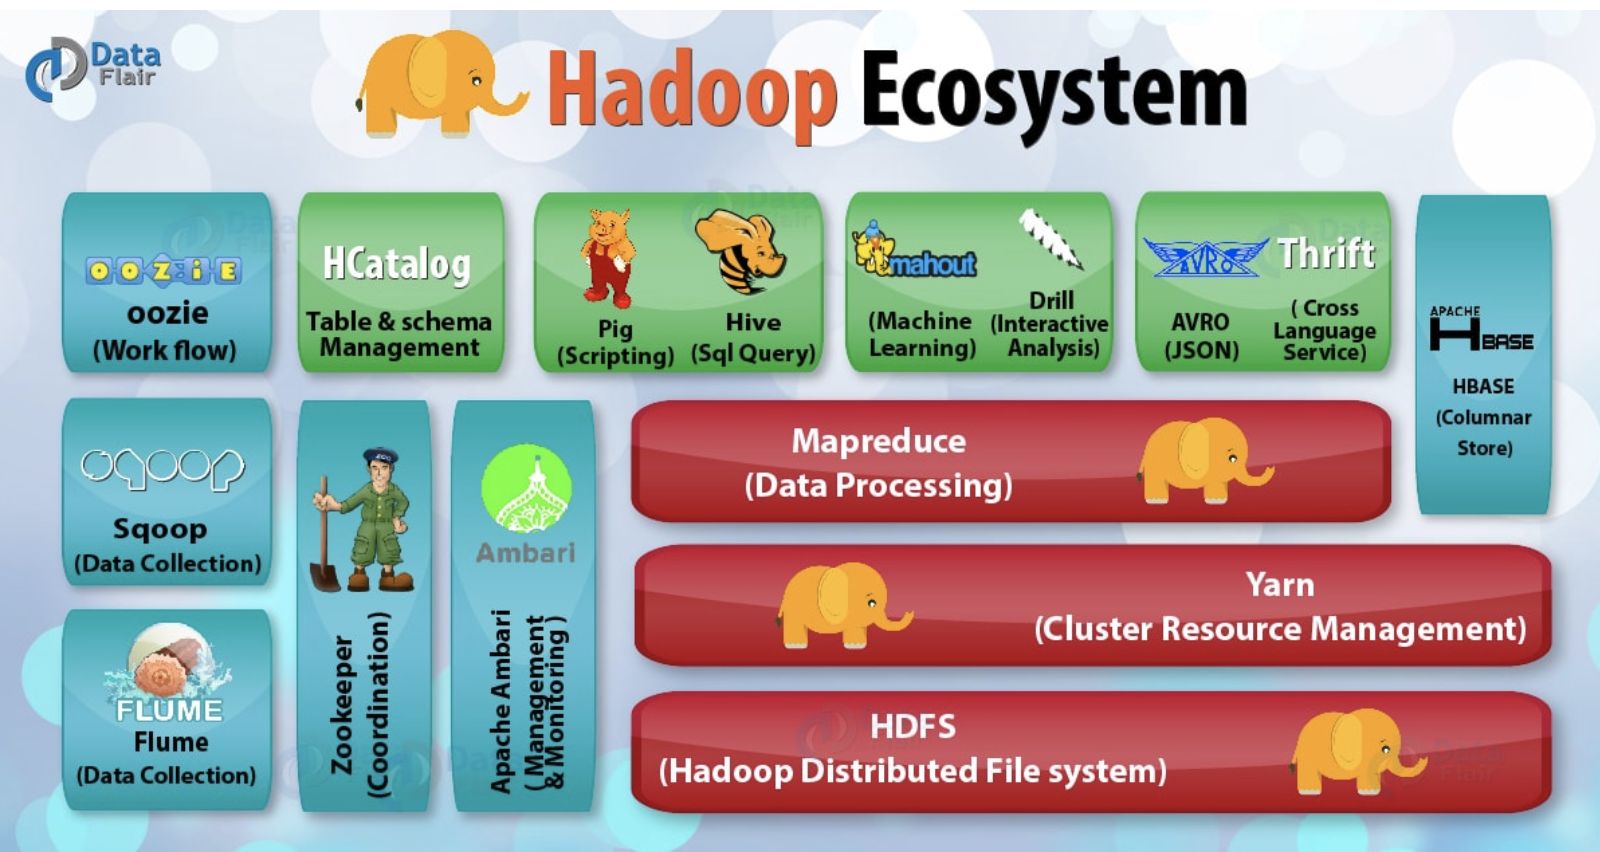 Data
Flair
Hadoop Ecosystem
OOZiE
oozie
(Work flow)
HCatalog
Table & schema
Management
Pig
(Scripting)
Hive
(Sql Query)
mahout
(Machine
Learning)
Drill
(Interactive
Analysis)
AVRO
AVRO
(JSON)
Thrift
( Cross
Language
Service)
APACHE
HBASE
HBASE
(Columnar
Store)
sqoop
Sqoop
(Data Collection)
Zookeeper
(Coordination)
Ambari
Apache Ambari
( Management
& Monitoring )
Mapreduce
(Data Processing)
Yarn
(Cluster Resource Management)
FLUME
Flume
(Data Collection)
HDFS
(Hadoop Distributed File system)
Data
Flair